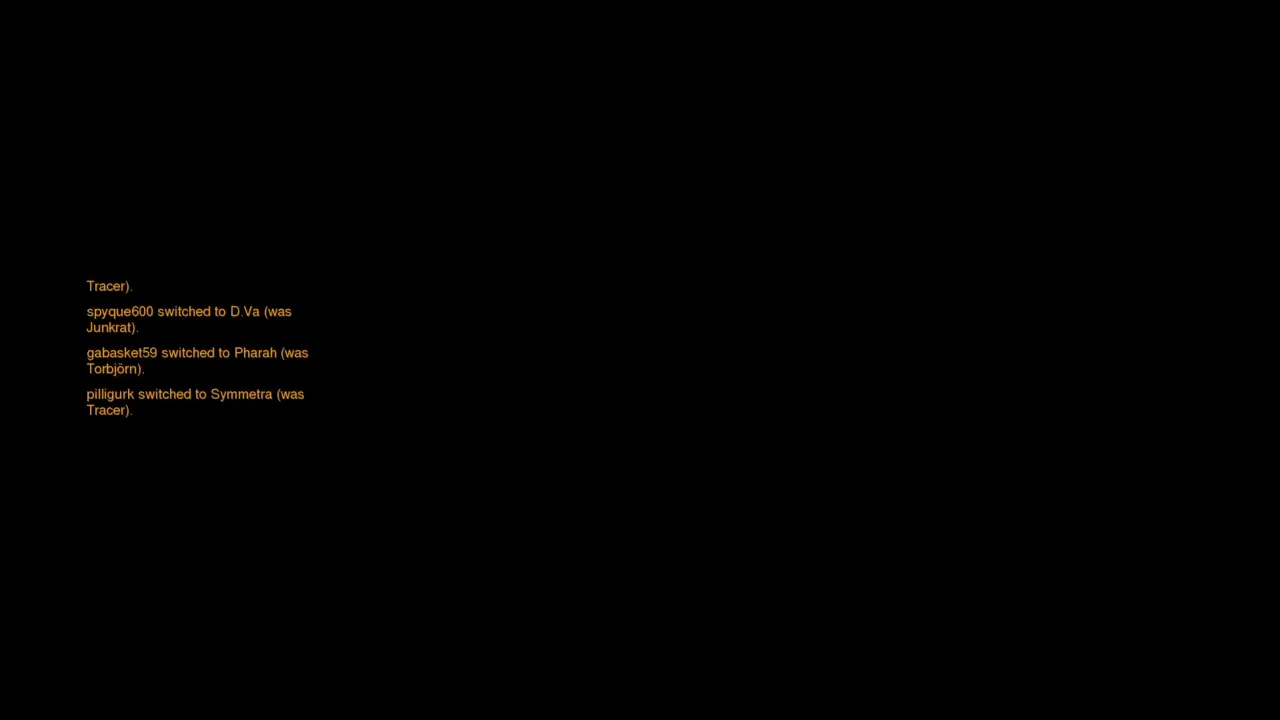 Tracer).
spyque600 switched to D.Va (was
Junkrat).
gabasket59 switched to Pharah (was
Torbjörn).
pilligurk switched to Symmetra (was
Tracer).